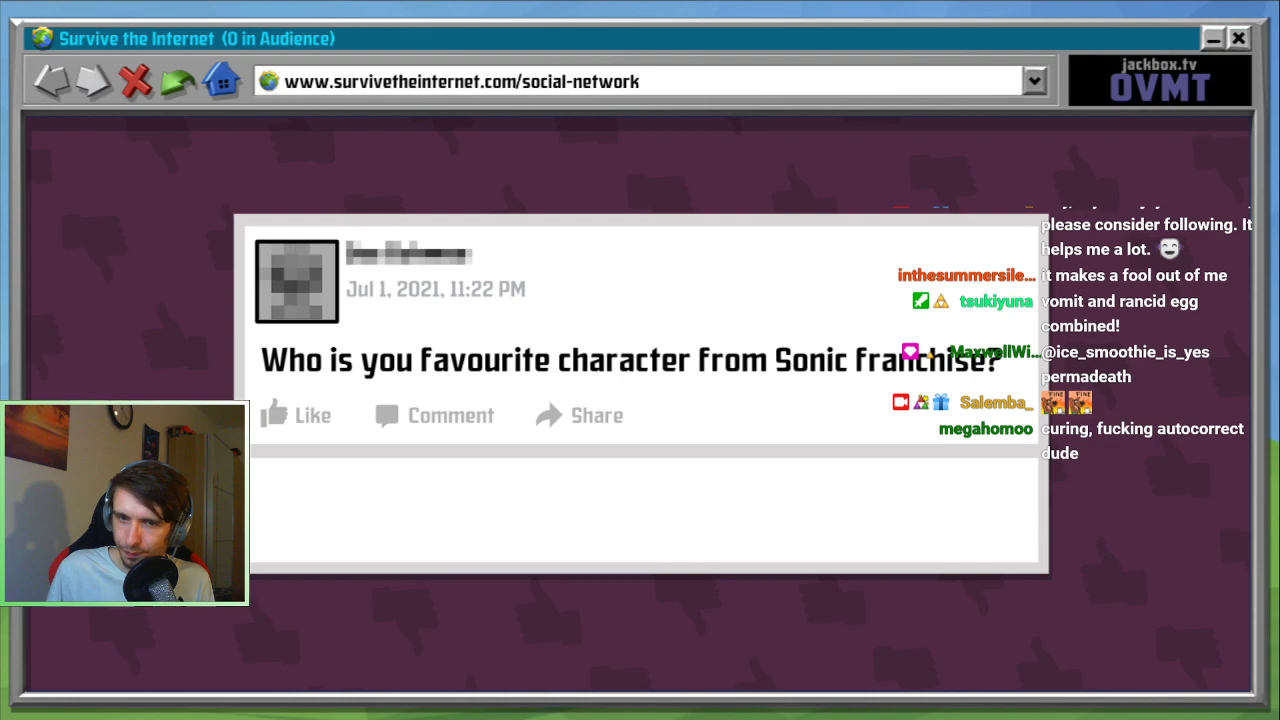 Survive the Internet (0 in Audience)
www.survivetheinternet.com/social-network
jackbox.tv
OVMT
Jul 1, 2021, 11:22 PM
Who is you favourite character from Sonic franchise?
Like
Comment
Share
please consider following. It
helps me a lot.
inthesummersile... it makes a fool out of me
tsukiyuna vomit and rancid egg
combined!
MaxwellWi... @ice_smoothie_is_yes
permadeath
Salemba_
megahomoo curing, fucking autocorrect
dude